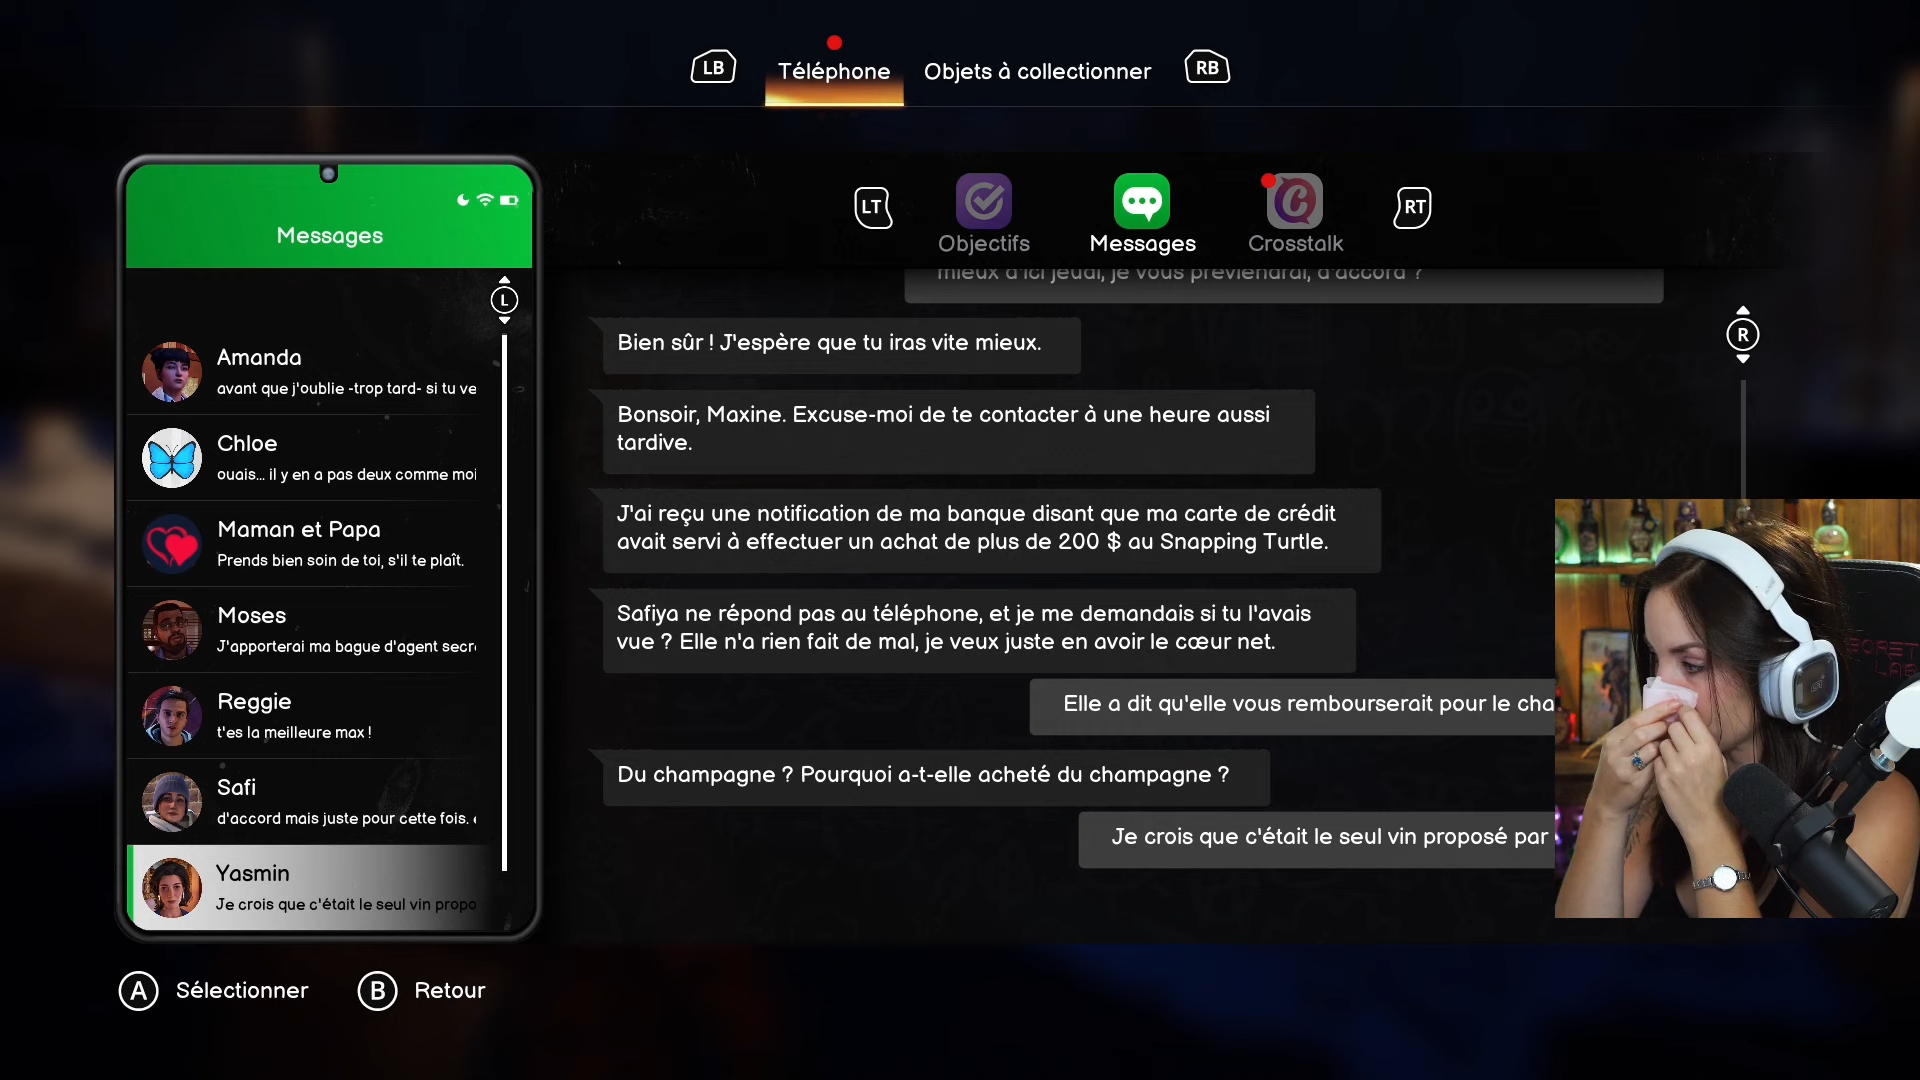 LB
Téléphone
Objets à collectionner
RB
LT
Objectifs
Messages
Crosstalk
RT
Messages
L
Amanda
avant que j'oublie -trop tard- si tu ve
Chloe
ouais... il y en a pas deux comme moi
Maman et Papa
Prends bien soin de toi, s'il te plaît.
Moses
J'apporterai ma bague d'agent secr
Reggie
t'es la meilleure max !
Safi
d'accord mais juste pour cette fois.
Yasmin
Je crois que c'était le seul vin propo
mieux d'ici jeudi, je vous préviendrai, d'accord ?
Bien sûr ! J'espère que tu iras vite mieux.
Bonsoir, Maxine. Excuse-moi de te contacter à une heure aussi
tardive.
J'ai reçu une notification de ma banque disant que ma carte de crédit
avait servi à effectuer un achat de plus de 200 $ au Snapping Turtle.
Safiya ne répond pas au téléphone, et je me demandais si tu l'avais
vue ? Elle n'a rien fait de mal, je veux juste en avoir le cœur net.
Elle a dit qu'elle vous rembourserait pour le cha
Du champagne ? Pourquoi a-t-elle acheté du champagne ?
Je crois que c'était le seul vin proposé par
R
A Sélectionner
B Retour